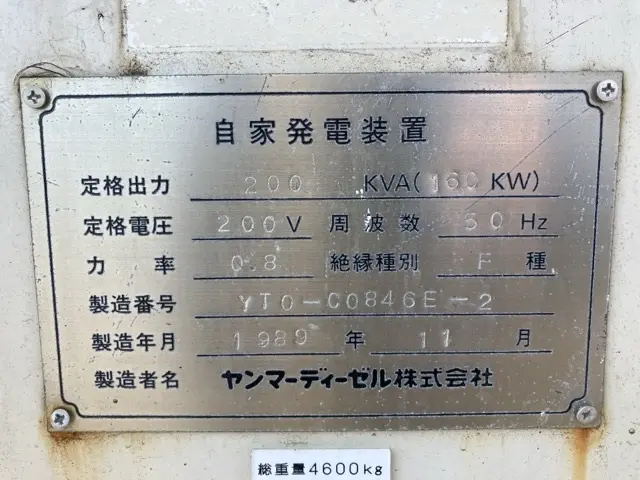 自家発電装置
定格出力 200 KVA(160 KW)
定格電圧 200 V 周波数 50 Hz
力率 0.8 絶縁種別 F 種
製造番号 YTO-C0846E-2
製造年月 1989 年 11 月
製造者名 ヤンマーディーゼル株式会社
総重量4600kg